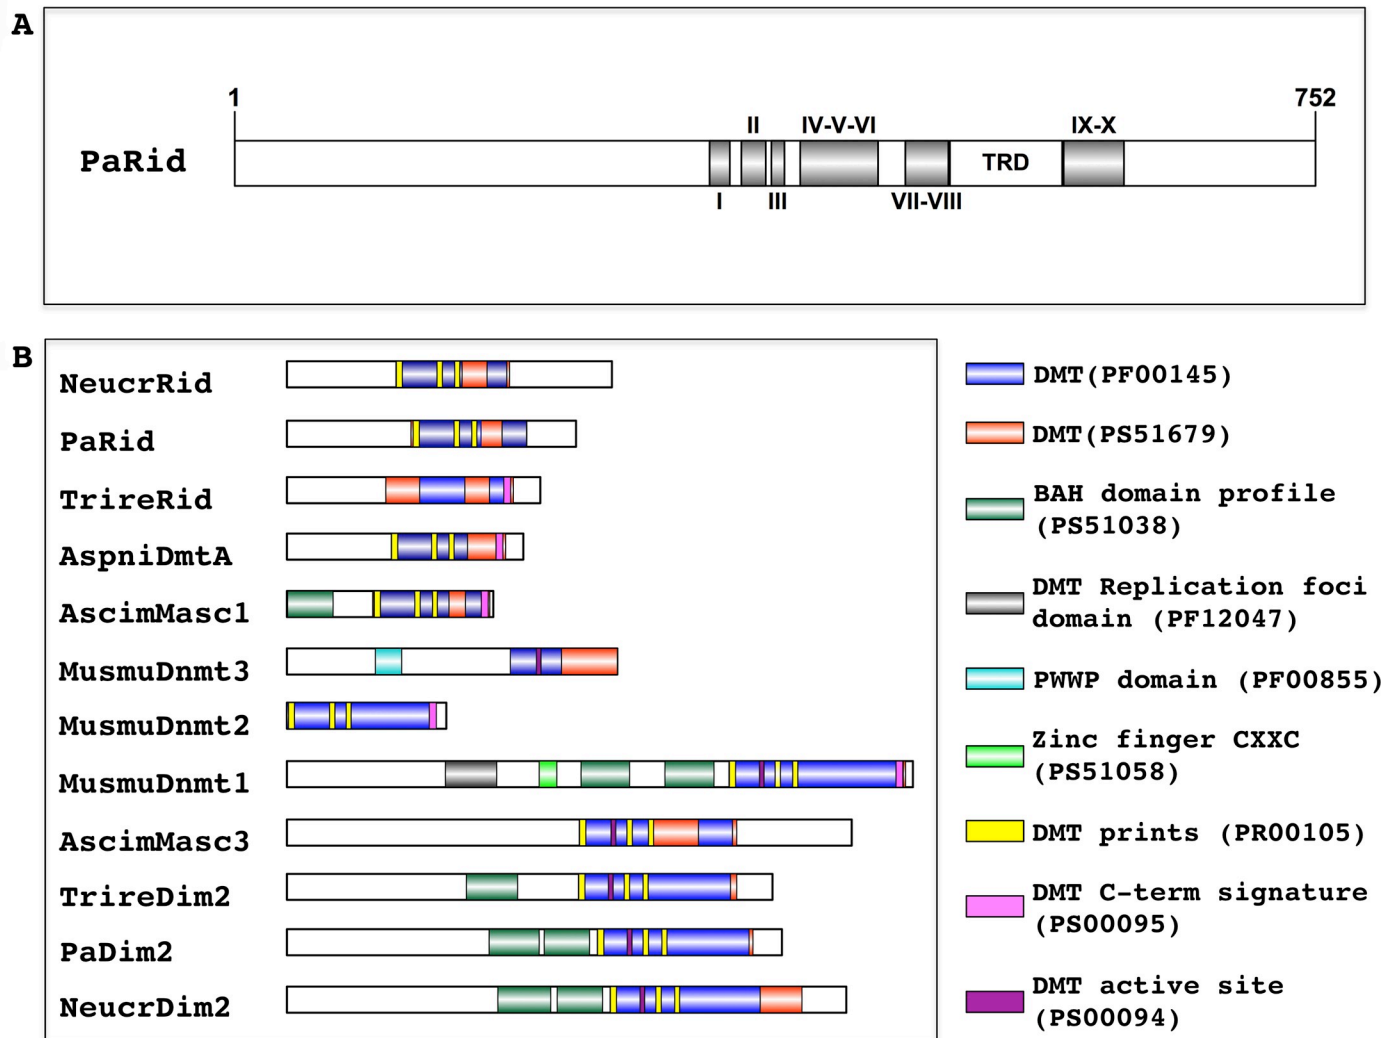 A
1
752
II
IV-V-VI
IX-X
PaRid
TRD
I
III
VII-VIII
B
NeucrRid
PaRid
TrireRid
AspniDmtA
AscimMasc1
MusmuDnmt3
MusmuDnmt2
MusmuDnmt1
AscimMasc3
TrireDim2
PaDim2
NeucrDim2
DMT(PF00145)
DMT(PS51679)
BAH domain profile
(PS51038)
DMT Replication foci
domain (PF12047)
PWWP domain (PF00855)
Zinc finger CXXC
(PS51058)
DMT prints (PR00105)
DMT C-term signature
(PS00095)
DMT active site
(PS00094)